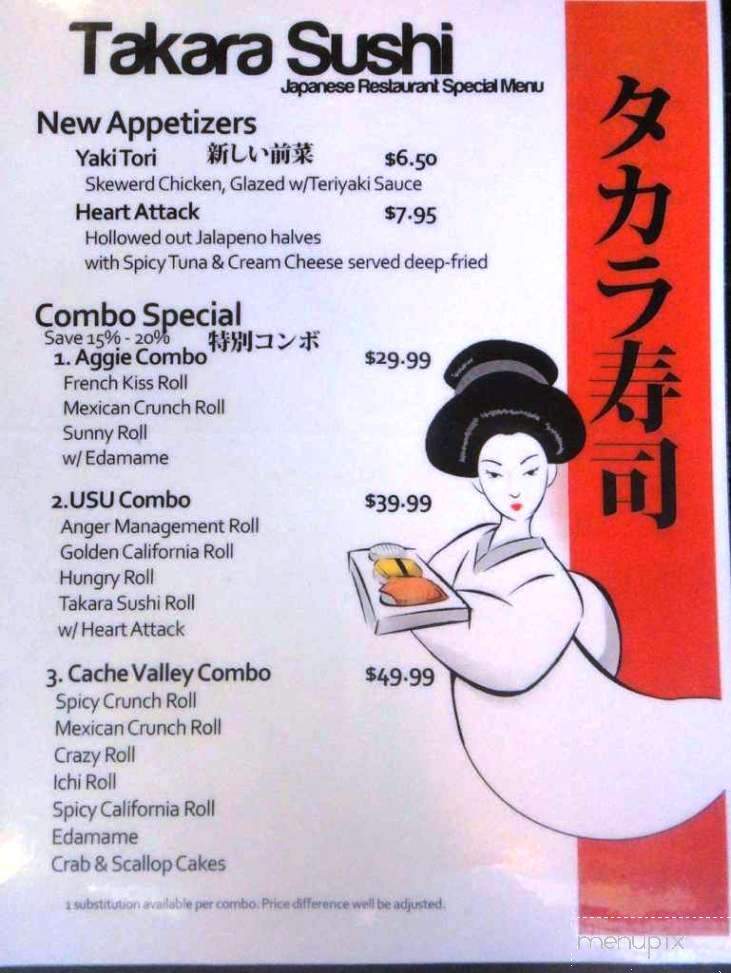 Takara Sushi
Japanese Restaurant Special Menu
New Appetizers
Yaki Tori 新しい前菜 $6.50
Skewerd Chicken, Glazed w/Teriyaki Sauce
Heart Attack $7.95
Hollowed out Jalapeno halves
with Spicy Tuna & Cream Cheese served deep-fried
Combo Special
Save 15% - 20% 特別コンボ
1. Aggie Combo $29.99
French Kiss Roll
Mexican Crunch Roll
Sunny Roll
w/ Edamame
2.USU Combo $39.99
Anger Management Roll
Golden California Roll
Hungry Roll
Takara Sushi Roll
w/ Heart Attack
3. Cache Valley Combo $49.99
Spicy Crunch Roll
Mexican Crunch Roll
Crazy Roll
Ichi Roll
Spicy California Roll
Edamame
Crab & Scallop Cakes
1 substitution available per combo. Price difference well be adjusted.
タカラ寿司
menupix